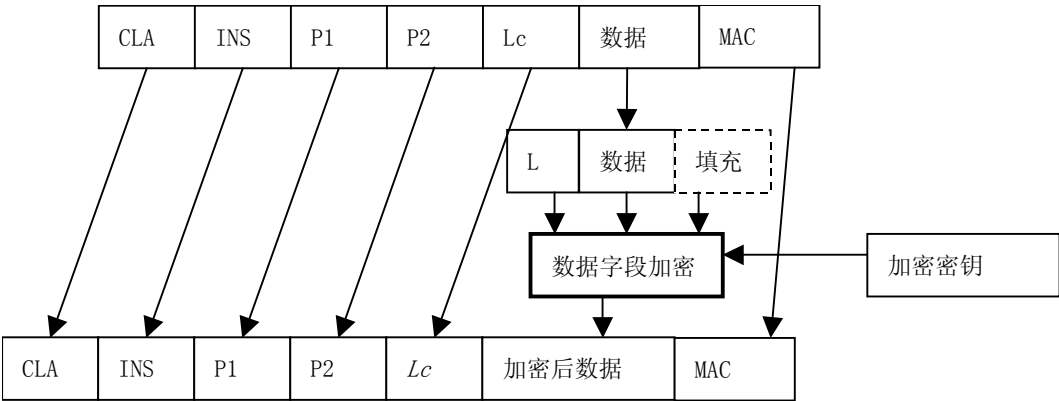 CLA INS P1 P2 Lc 数据 MAC
L 数据 填充
数据字段加密 加密密钥
CLA INS P1 P2 Lc 加密后数据 MAC